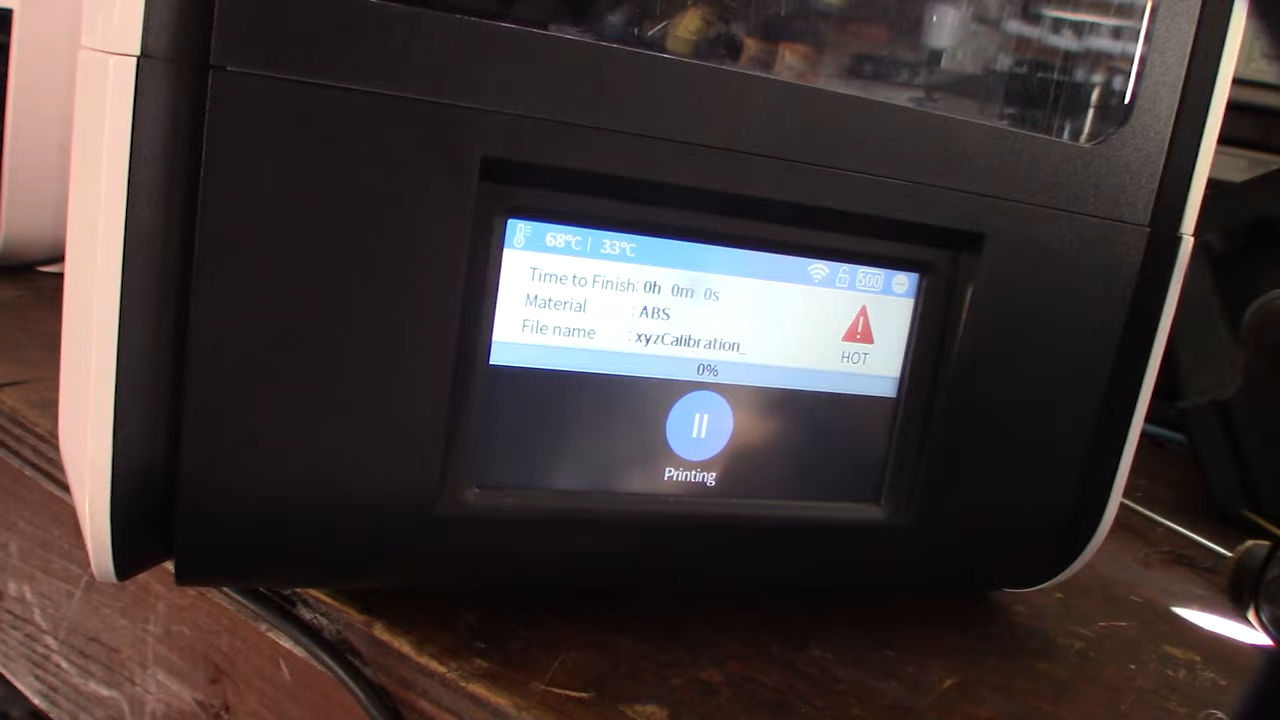 68°C | 33°C
500
Time to Finish: 0h 0m 0s
Material : ABS
File name : xyzCalibration_
HOT
0%
Printing